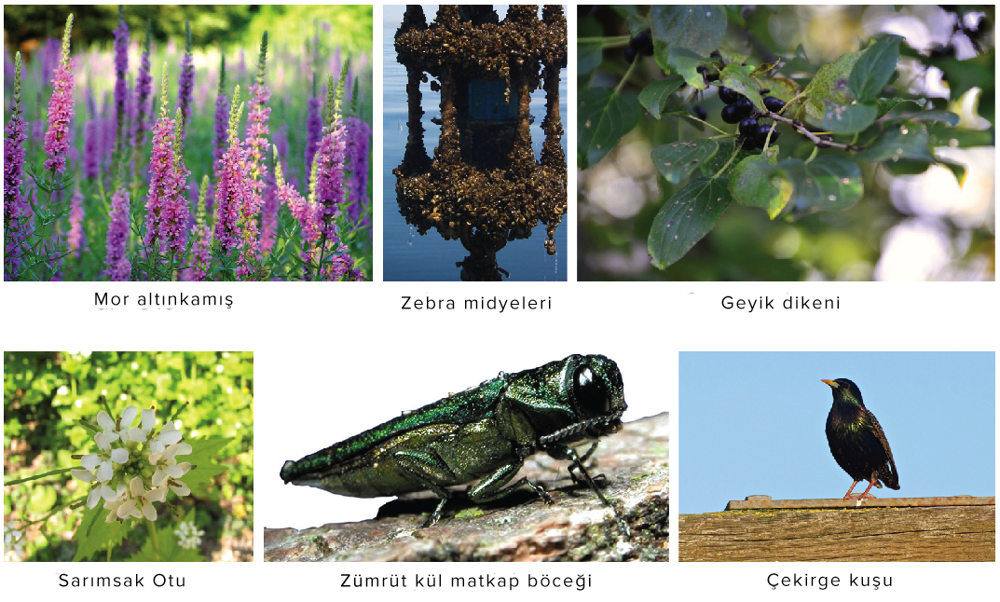 Mor altınkamış
Zebra midyeleri
Geyik dikeni
Sarımsak Otu
Zümrüt kül matkap böceği
Çekirge kuşu